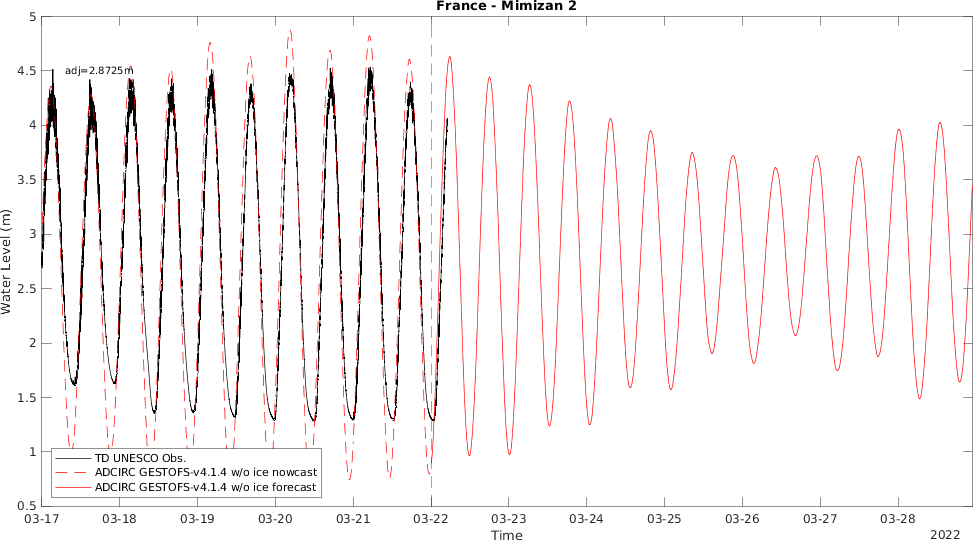 France - Mimizan 2
5
4.5
4
3.5
3
2.5
2
1.5
1
0.5
Water Level (m)
adj=2.8725m
TD UNESCO Obs.
ADCIRC GESTOFS-v4.1.4 w/o ice nowcast
ADCIRC GESTOFS-v4.1.4 w/o ice forecast
03-17 03-18 03-19 03-20 03-21 03-22 03-23 03-24 03-25 03-26 03-27 03-28
Time
2022